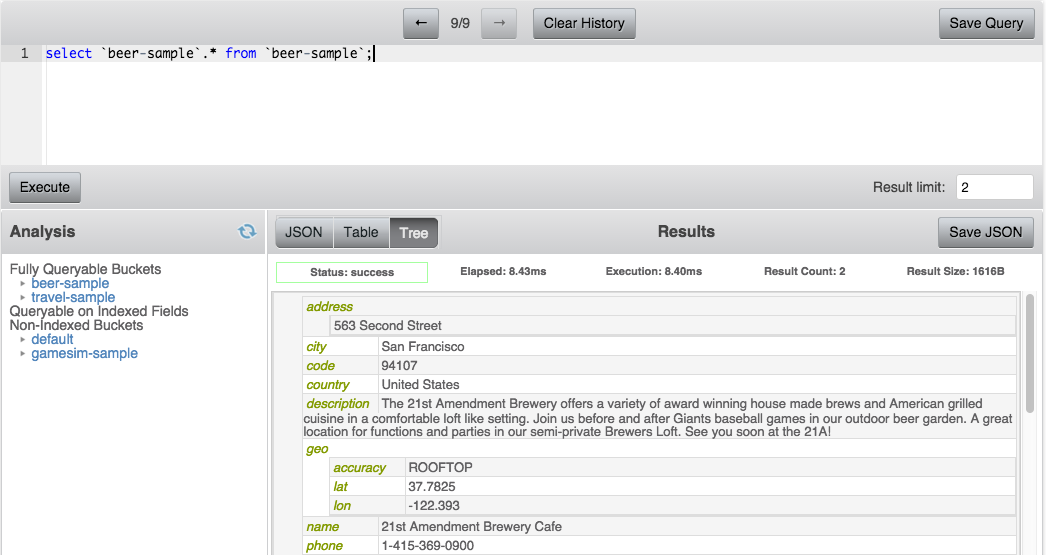 ← 9/9 → Clear History Save Query
1 select `beer-sample`.* from `beer-sample`;
Execute Result limit: 2
Analysis JSON Table Tree Results Save JSON
Status: success Elapsed: 8.43ms Execution: 8.40ms Result Count: 2 Result Size: 1616B
Fully Queryable Buckets
beer-sample
travel-sample
Queryable on Indexed Fields
Non-Indexed Buckets
default
gamesim-sample
address
563 Second Street
city San Francisco
code 94107
country United States
description The 21st Amendment Brewery offers a variety of award winning house made brews and American grilled
cuisine in a comfortable loft like setting. Join us before and after Giants baseball games in our outdoor beer garden. A great
location for functions and parties in our semi-private Brewers Loft. See you soon at the 21A!
geo
accuracy ROOFTOP
lat 37.7825
lon -122.393
name 21st Amendment Brewery Cafe
phone 1-415-369-0900